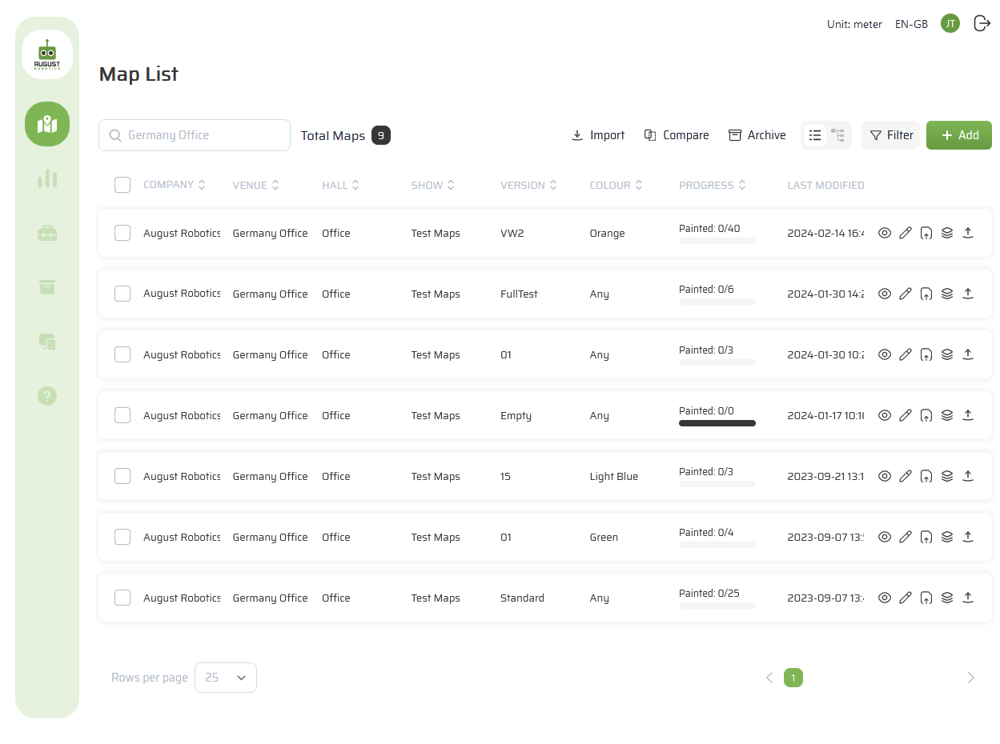 Unit: meter EN-GB JT
AUGUST
ROBOTICS
Map List
Germany Office Total Maps 9 Import Compare Archive Filter Add
COMPANY VENUE HALL SHOW VERSION COLOUR PROGRESS LAST MODIFIED
August Robotics Germany Office Office Test Maps VW2 Orange Painted: 0/40 2024-02-14 16:4
August Robotics Germany Office Office Test Maps FullTest Any Painted: 0/6 2024-01-30 14:2
August Robotics Germany Office Office Test Maps 01 Any Painted: 0/3 2024-01-30 10:2
August Robotics Germany Office Office Test Maps Empty Any Painted: 0/0 2024-01-17 10:1
August Robotics Germany Office Office Test Maps 15 Light Blue Painted: 0/3 2023-09-21 13:1
August Robotics Germany Office Office Test Maps 01 Green Painted: 0/4 2023-09-07 13:
August Robotics Germany Office Office Test Maps Standard Any Painted: 0/25 2023-09-07 13:
Rows per page 25 1